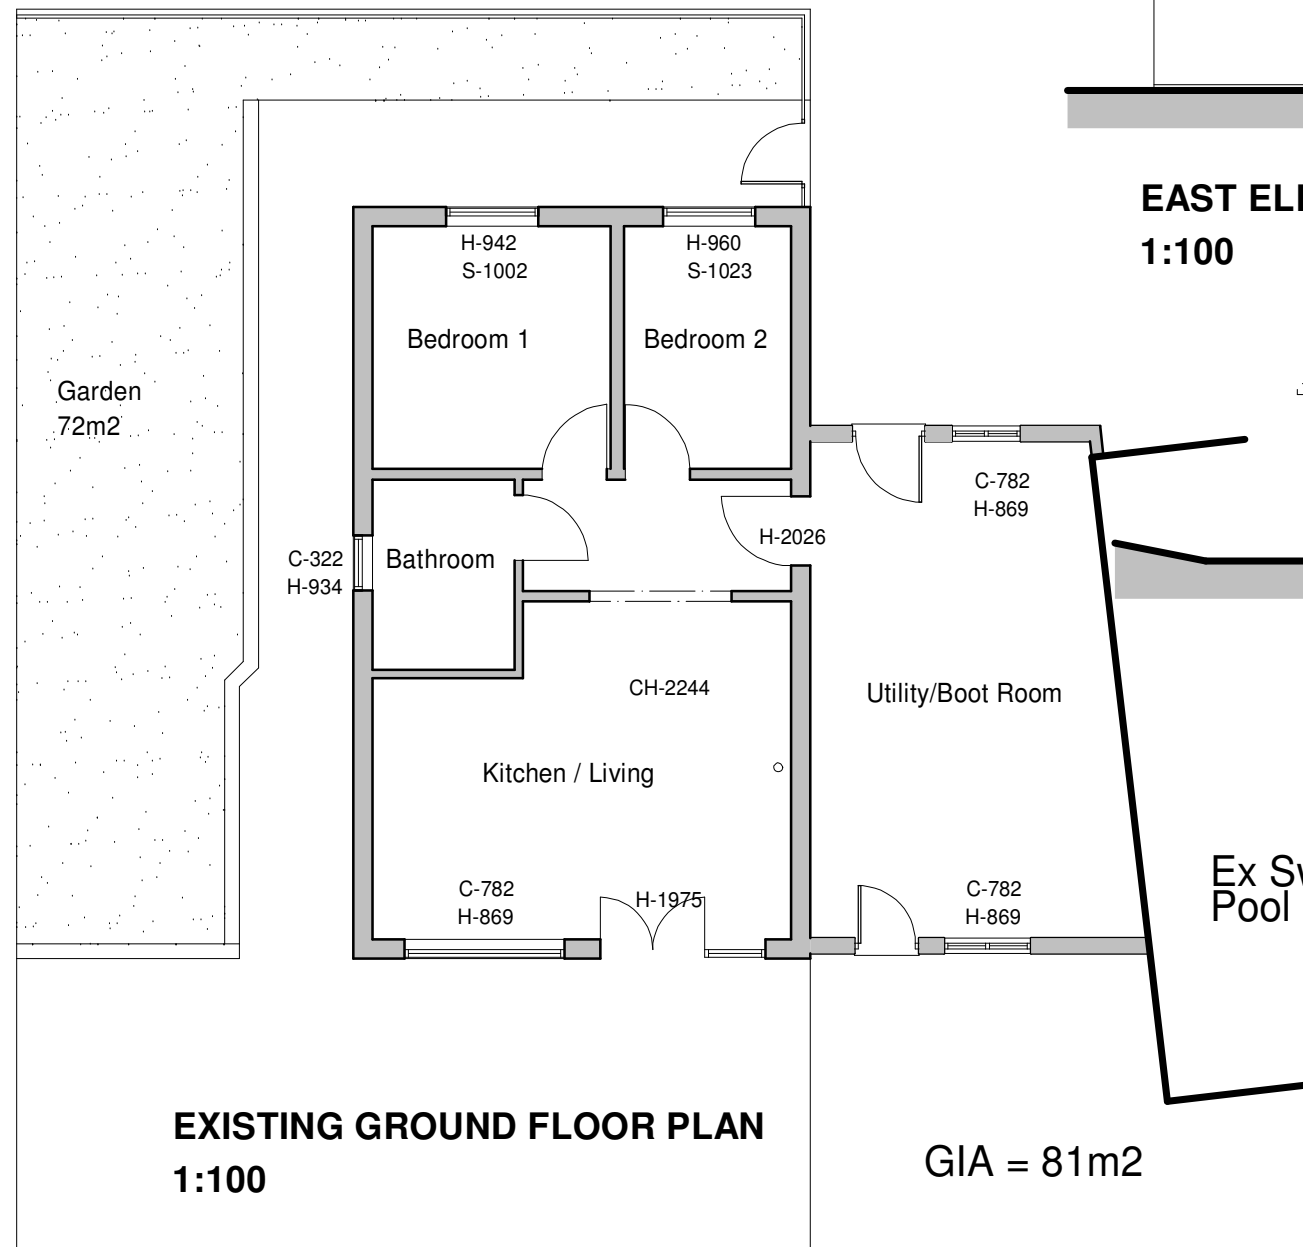 EAST
1:100
H-942
S-1002
H-960
S-1023
Bedroom 1
Bedroom 2
Garden
72m2
C-782
H-869
H-2026
C-322
H-934
Bathroom
CH-2244
Utility/Boot Room
Kitchen / Living
C-782
H-869
H-1975
C-782
H-869
Ex
Pool
EXISTING GROUND FLOOR PLAN
1:100
GIA = 81m2